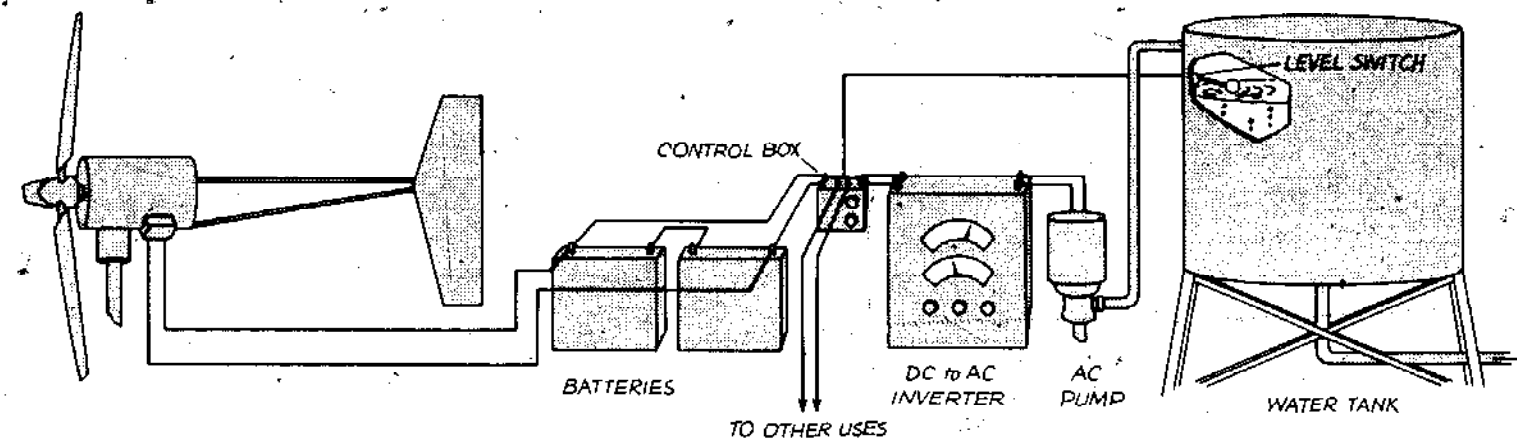 LEVEL SWITCH
CONTROL BOX
BATTERIES
DC to AC
INVERTER
AC
PUMP
WATER TANK
TO OTHER USES